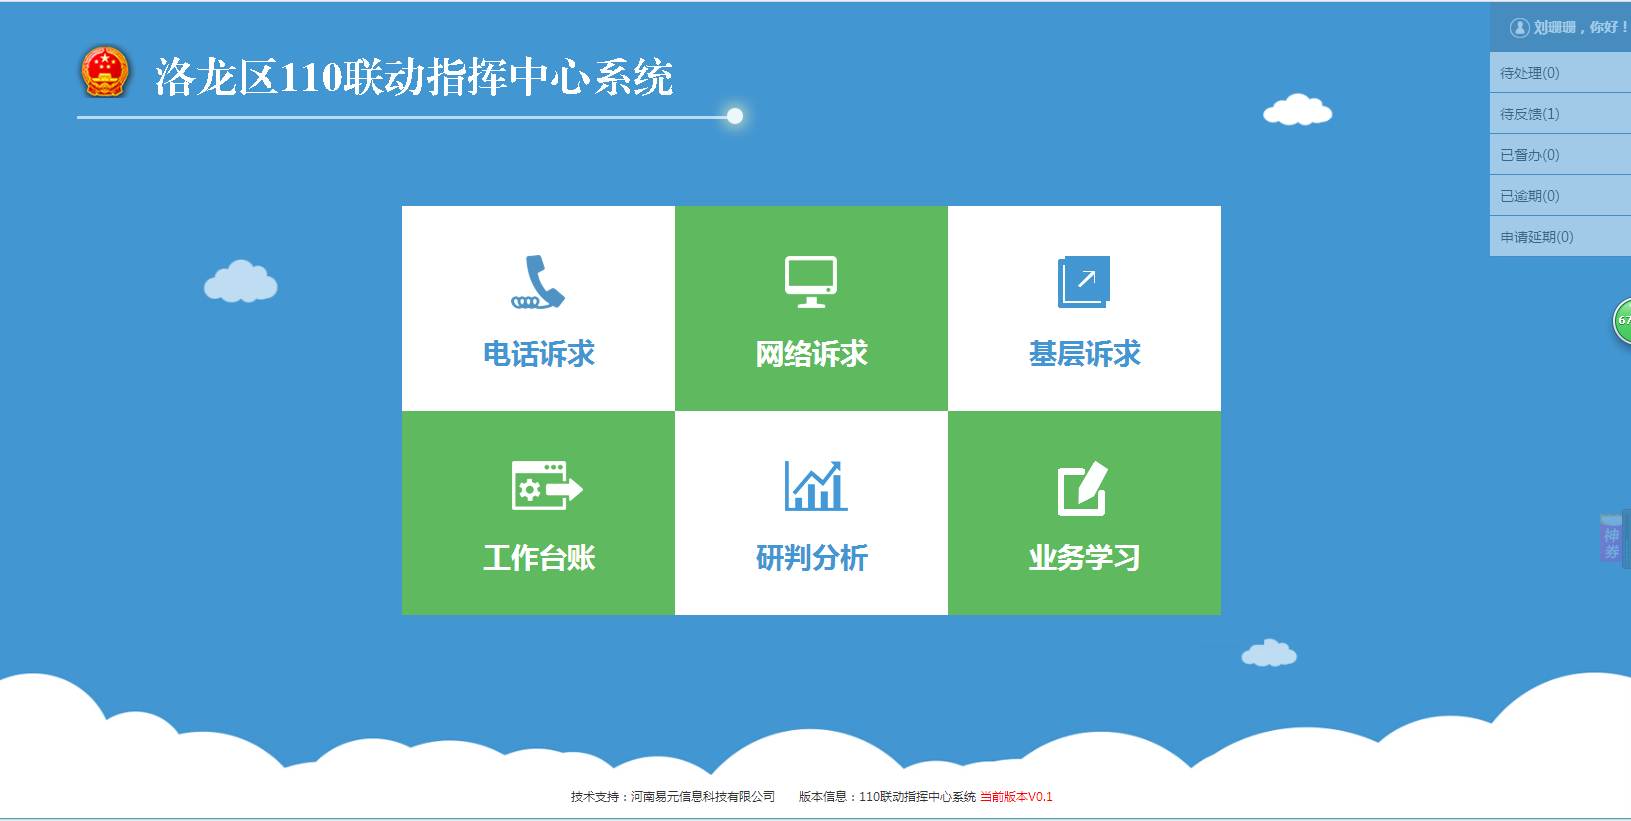 刘珊珊，你好！
洛龙区110联动指挥中心系统
待处理(0)
待反馈(1)
已督办(0)
已逾期(0)
申请延期(0)
67
电话诉求
网络诉求
基层诉求
工作台账
研判分析
业务学习
神券
技术支持：河南易元信息科技有限公司 版本信息：110联动指挥中心系统 当前版本V0.1